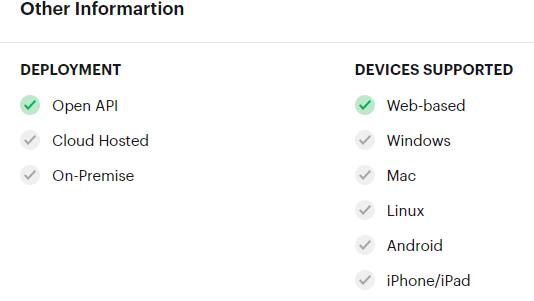 Other Informartion
DEPLOYMENT
Open API
Cloud Hosted
On-Premise
DEVICES SUPPORTED
Web-based
Windows
Mac
Linux
Android
iPhone/iPad